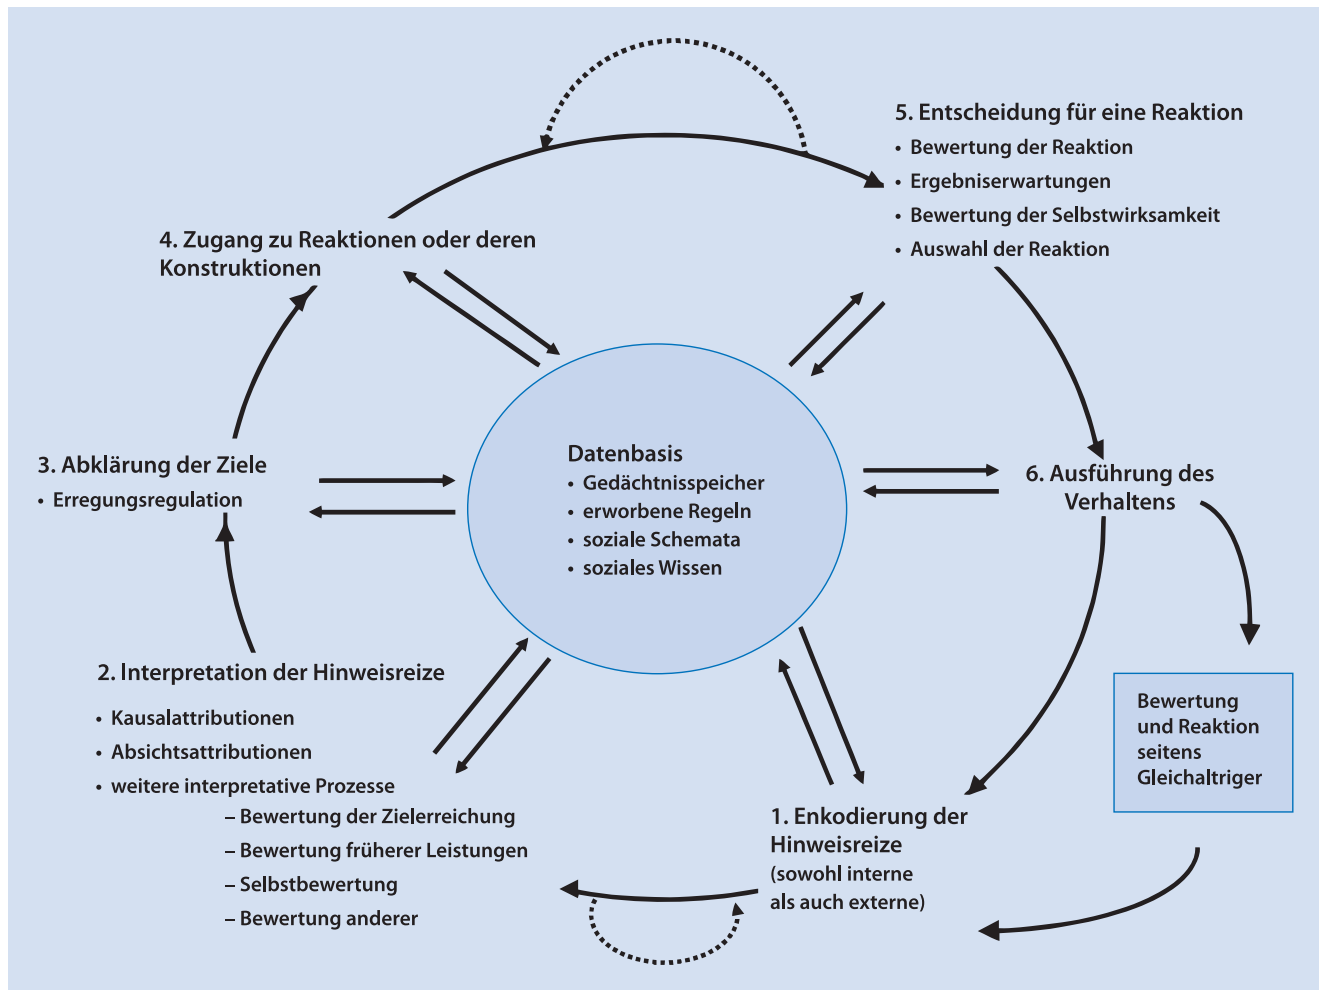 5. Entscheidung für eine Reaktion
• Bewertung der Reaktion
• Ergebniserwartungen
• Bewertung der Selbstwirksamkeit
• Auswahl der Reaktion
4. Zugang zu Reaktionen oder deren
Konstruktionen
Datenbasis
• Gedächtnisspeicher
• erworbene Regeln
• soziale Schemata
• soziales Wissen
3. Abklärung der Ziele
• Erregungsregulation
6. Ausführung des
Verhaltens
2. Interpretation der Hinweisreize
• Kausalattributionen
• Absichtsattributionen
• weitere interpretative Prozesse
– Bewertung der Zielerreichung
– Bewertung früherer Leistungen
– Selbstbewertung
– Bewertung anderer
Bewertung
und Reaktion
seitens
Gleichaltriger
1. Enkodierung der
Hinweisreize
(sowohl interne
als auch externe)